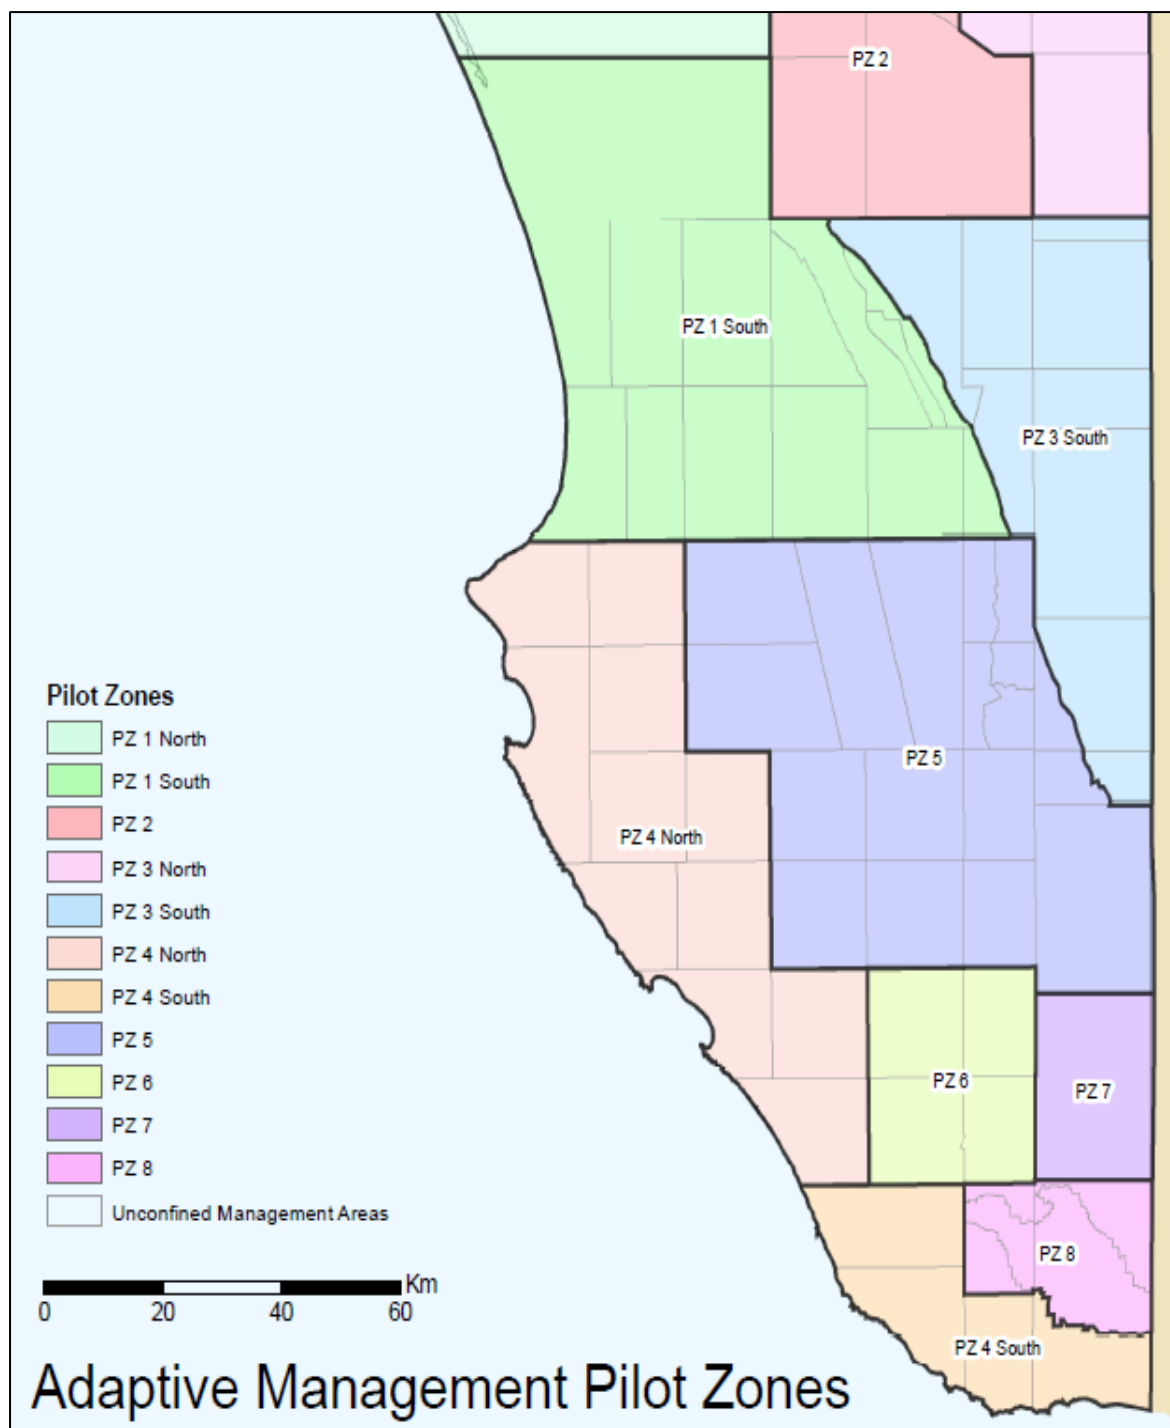 PZ 2
PZ 1 South
PZ 3 South
Pilot Zones
PZ 1 North
PZ 1 South
PZ 2
PZ 3 North
PZ 3 South
PZ 4 North
PZ 4 South
PZ 5
PZ 6
PZ 7
PZ 8
Unconfined Management Areas
PZ 5
PZ 4 North
PZ 6
PZ 7
PZ 8
PZ 4 South
Km
0 20 40 60
Adaptive Management Pilot Zones